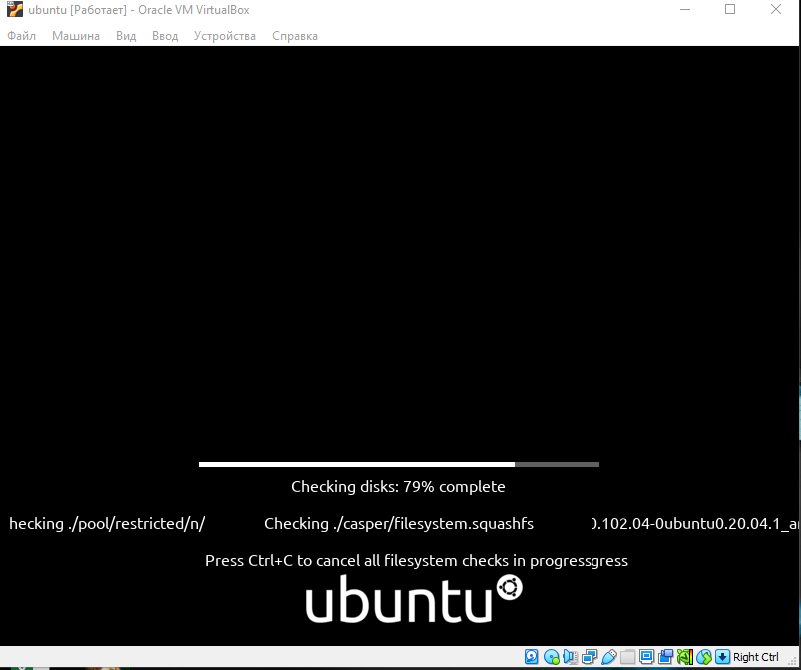 ubuntu [Работает] - Oracle VM VirtualBox
Файл Машина Вид Ввод Устройства Справка
Checking disks: 79% complete
hecking ./pool/restricted/n/ Checking ./casper/filesystem.squashfs 0.102.04-0ubuntu0.20.04.1_a
Press Ctrl+C to cancel all filesystem checks in progressgress
ubuntu
Right Ctrl